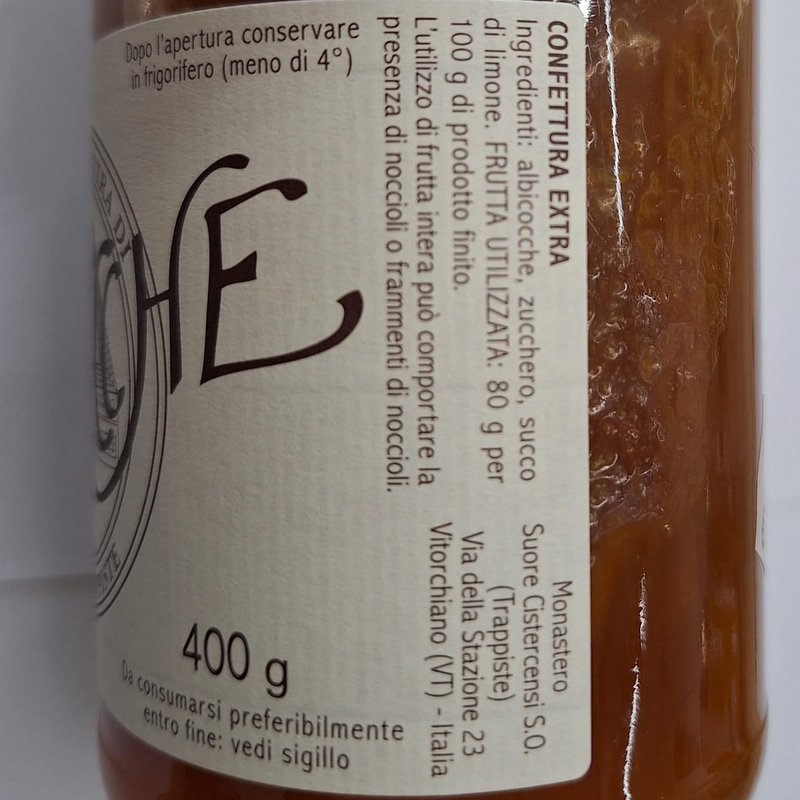 Dopo l'apertura conservare
in frigorifero (meno di 4°)
CHE
400 g
Da consumarsi preferibilmente
entro fine: vedi sigillo
CONFETTURA EXTRA
Ingredienti: albicocche, zucchero, succo
di limone. FRUTTA UTILIZZATA: 80 g per
100 g di prodotto finito.
L'utilizzo di frutta intera può comportare la
presenza di noccioli o frammenti di noccioli.
Monastero
Suore Cistercensi S.O.
(Trappiste)
Via della Stazione 23
Vitorchiano (VT) - Italia